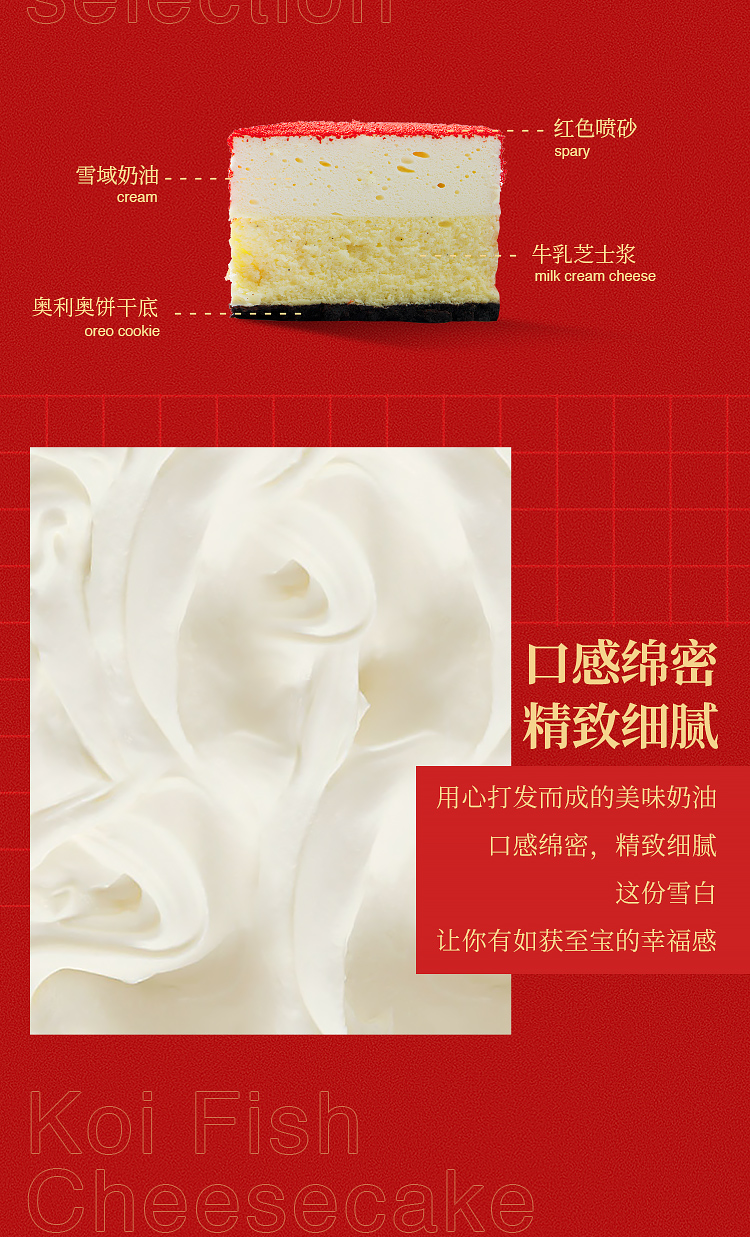 selection
红色喷砂
spary
雪域奶油
cream
牛乳芝士浆
milk cream cheese
奥利奥饼干底
oreo cookie
口感绵密
精致细腻
用心打发而成的美味奶油
口感绵密，精致细腻
这份雪白
让你有如获至宝的幸福感
Koi Fish
Cheesecake